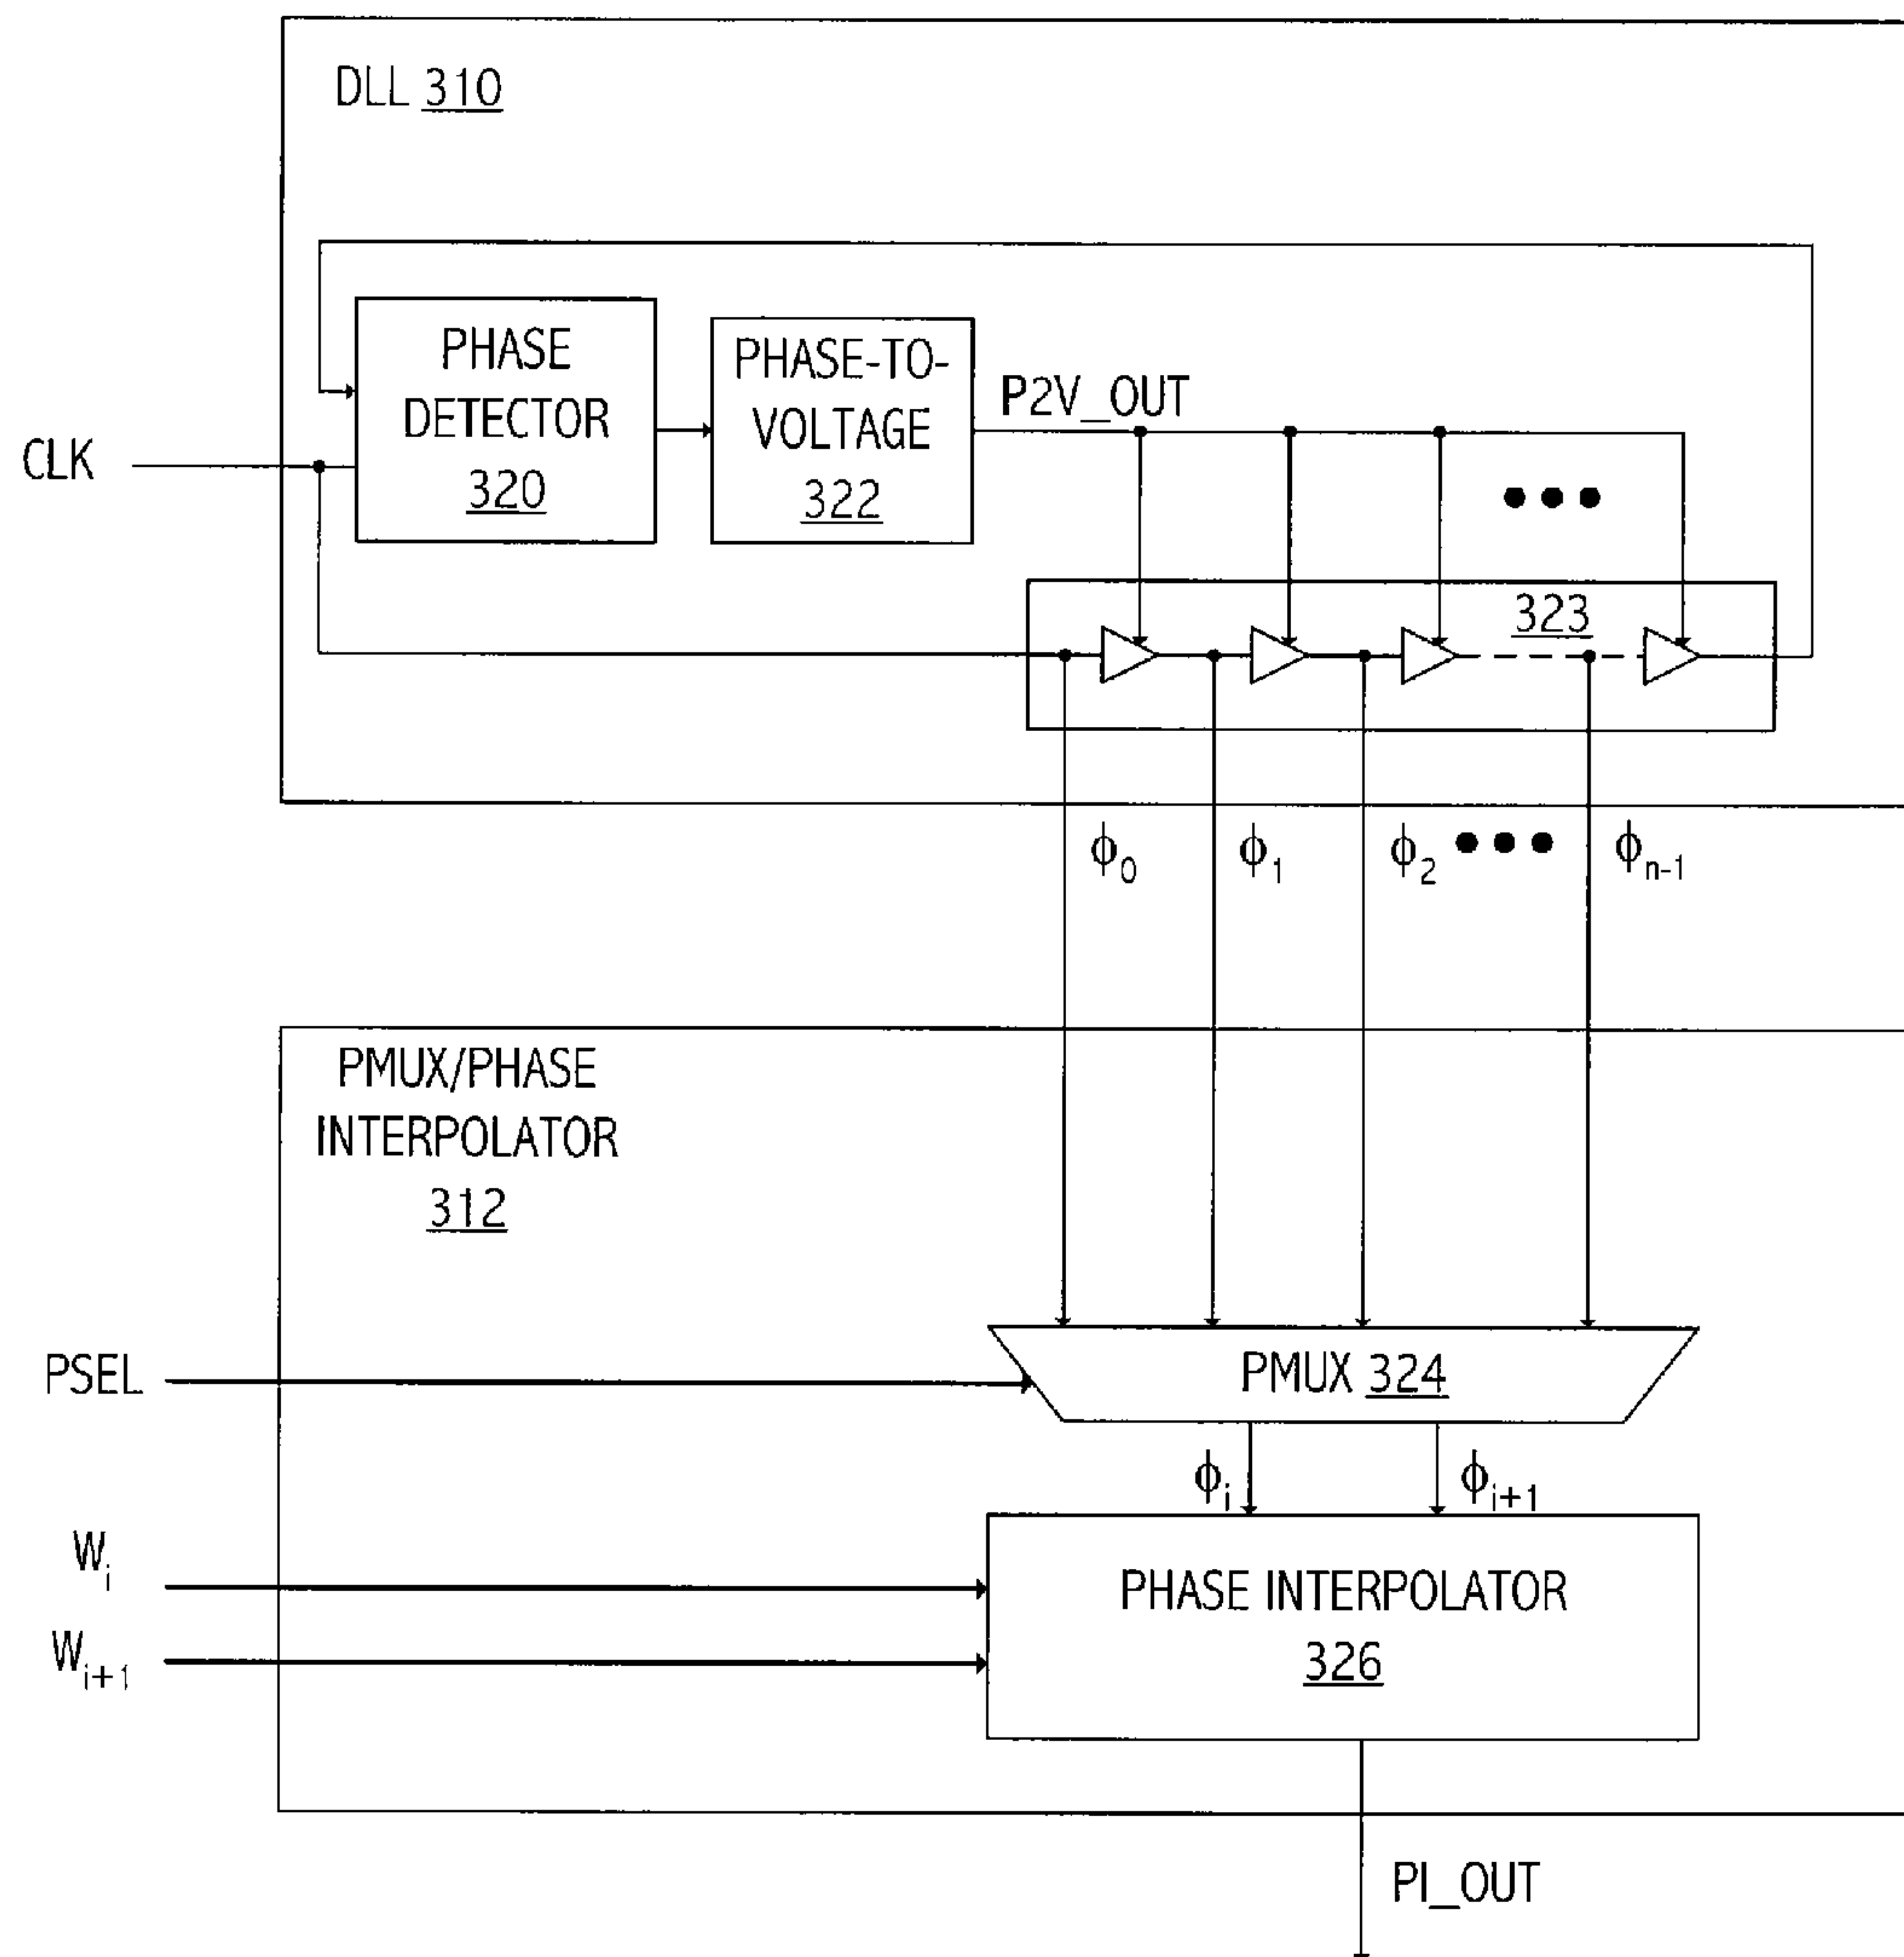 DLL 310
PHASE
DETECTOR
320
PHASE-TO-
VOLTAGE
322
P2V_OUT
CLK
323
ϕ0
ϕ1
ϕ2
ϕn-1
PMUX/PHASE
INTERPOLATOR
312
PSEL
PMUX 324
ϕi
ϕi+1
Wi
Wi+1
PHASE INTERPOLATOR
326
PI_OUT